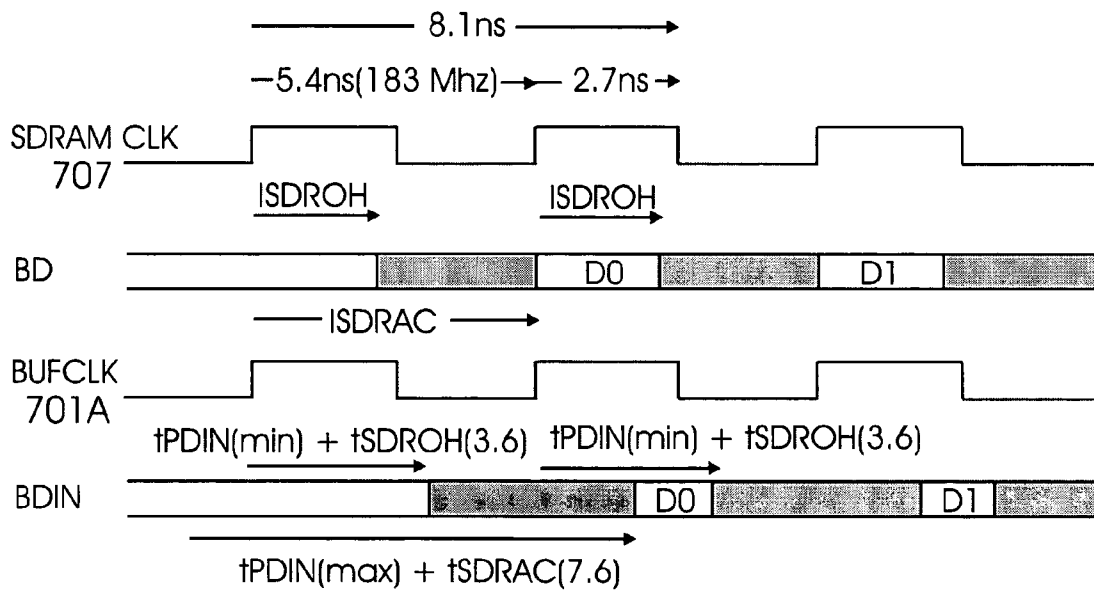 8.1ns
5.4ns(183 Mhz) 2.7ns
SDRAM CLK
707
ISDROH ISDROH
BD D0 D1
ISDRAC
BUFCLK
701A
tPDIN(min) + tSDROH(3.6) tPDIN(min) + tSDROH(3.6)
BDIN D0 D1
tPDIN(max) + tSDRAC(7.6)